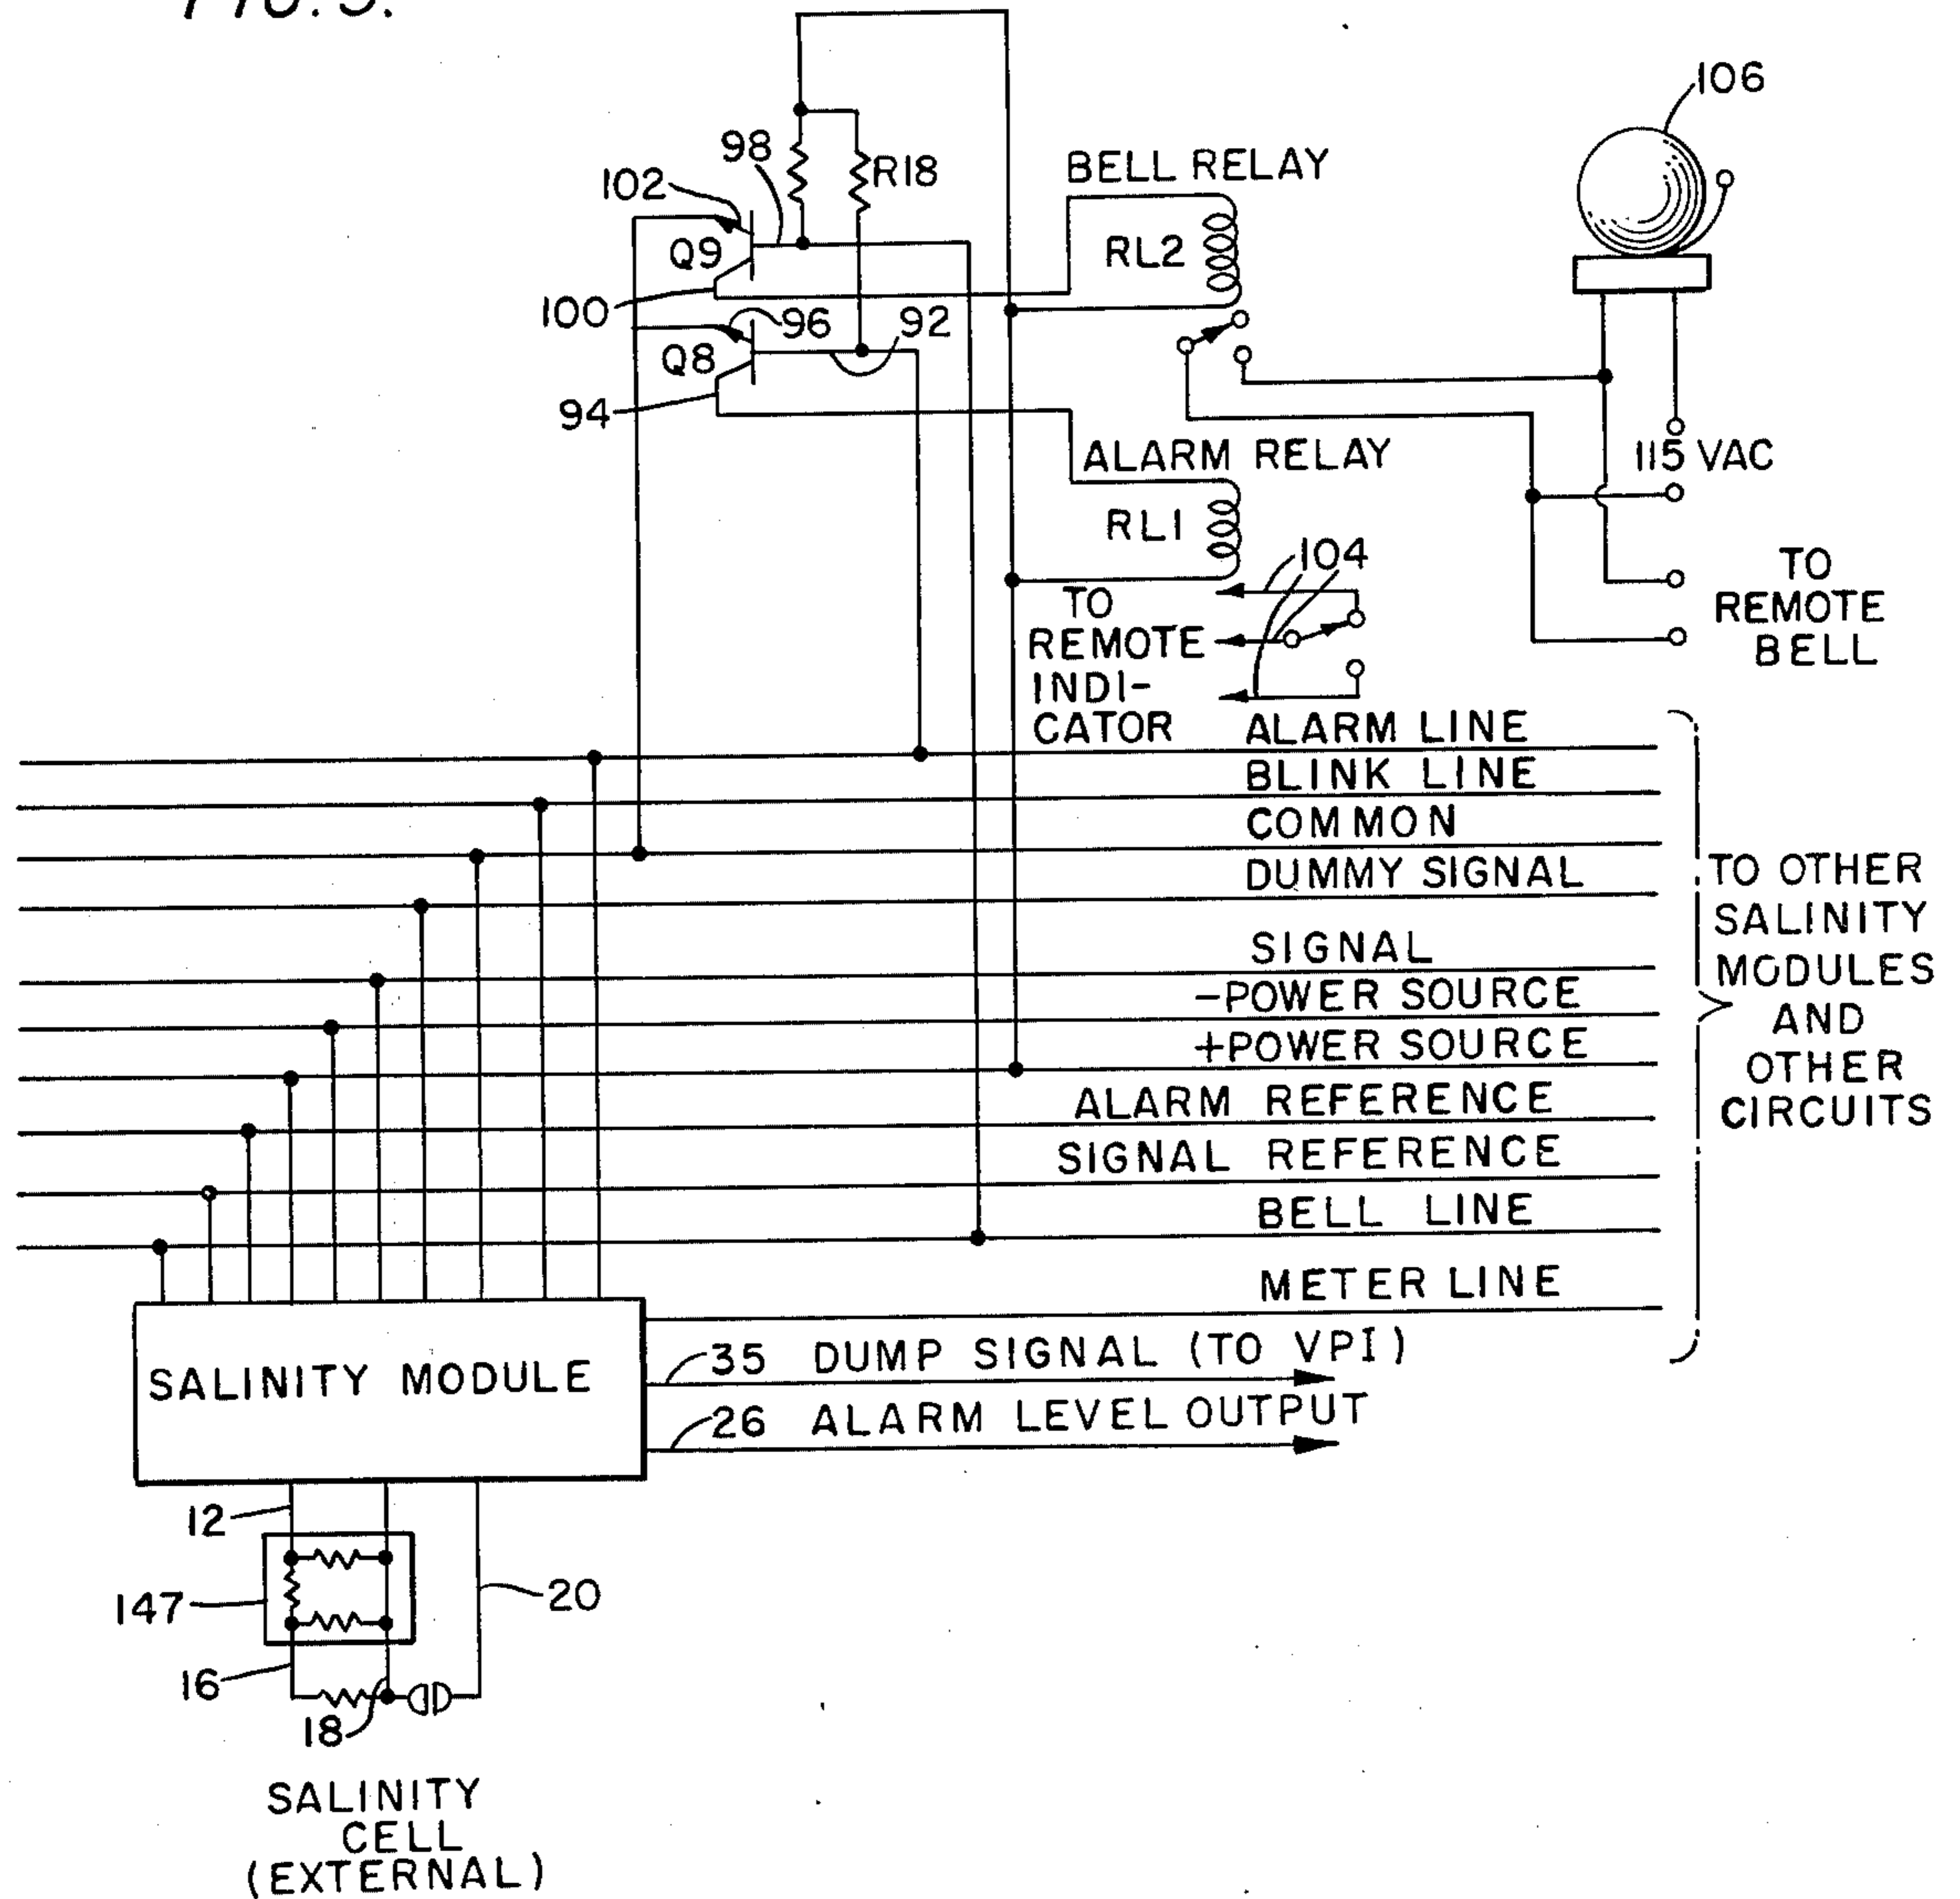 FIG. 5.
106
98
R18
BELL RELAY
102
Q9
RL2
100
96
92
Q8
94
ALARM RELAY
115 VAC
RL1
104
TO
REMOTE
INDI-
CATOR
TO
REMOTE
BELL
ALARM LINE
BLINK LINE
COMMON
DUMMY SIGNAL
SIGNAL
-POWER SOURCE
+POWER SOURCE
ALARM REFERENCE
SIGNAL REFERENCE
BELL LINE
METER LINE
TO OTHER
SALINITY
MODULES
AND
OTHER
CIRCUITS
SALINITY MODULE
35 DUMP SIGNAL (TO VPI)
26 ALARM LEVEL OUTPUT
12
147
20
16
18
SALINITY
CELL
(EXTERNAL)